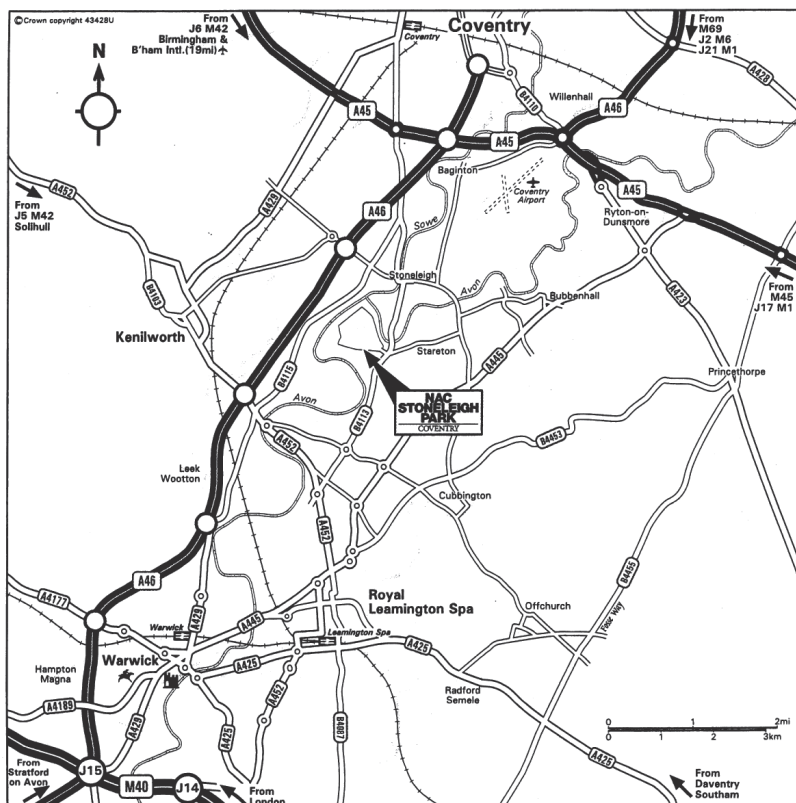 ©Crown copyright 43428U
From
J6 M42
Birmingham &
B'ham Intl.(19mi)
Coventry
Coventry
From
M69
J2 M6
J21 M1
A428
N
Willenhall
A46
B4110
A45
A45
Baginton
A45
Coventry
Airport
A452
From
J5 M42
Solihull
A429
A46
Sowe
Ryton-on-
Dunsmore
Stoneleigh
Avon
From
M45
J17 M1
B4193
A423
Bubbenhall
Kenilworth
Stareton
A445
B4115
Princethorpe
NAC
STONELEIGH
PARK
COVENTRY
Avon
B4113
A452
B4453
Leek
Wootton
Cubbington
A452
A46
B4455
A4177
A429
Royal
Leamington Spa
A445
Offchurch
Fosse Way
Warwick
Leamington Spa
Warwick
A425
A425
Hampton
Magna
A452
Radford
Semele
A4189
A429
A425
B4087
0 1 2mi
0 1 2 3km
A425
From
Stratford
on Avon
J15
M40
J14
From
London
From
Daventry
Southam